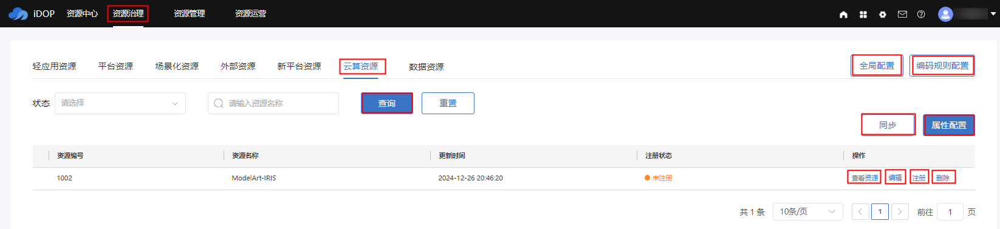 iDOP 资源中心 资源治理 资源管理 资源运营
轻应用资源 平台资源 场景化资源 外部资源 新平台资源 云算资源 数据资源 全局配置 编码规则配置
状态 请选择 请输入资源名称 查询 重置
同步 属性配置
资源编号 资源名称 更新时间 注册状态 操作
1002 ModelArt-IRIS 2024-12-26 20:46:20 未注册 查看资源 编辑 注册 删除
共 1 条 10条/页 1 前往 1 页